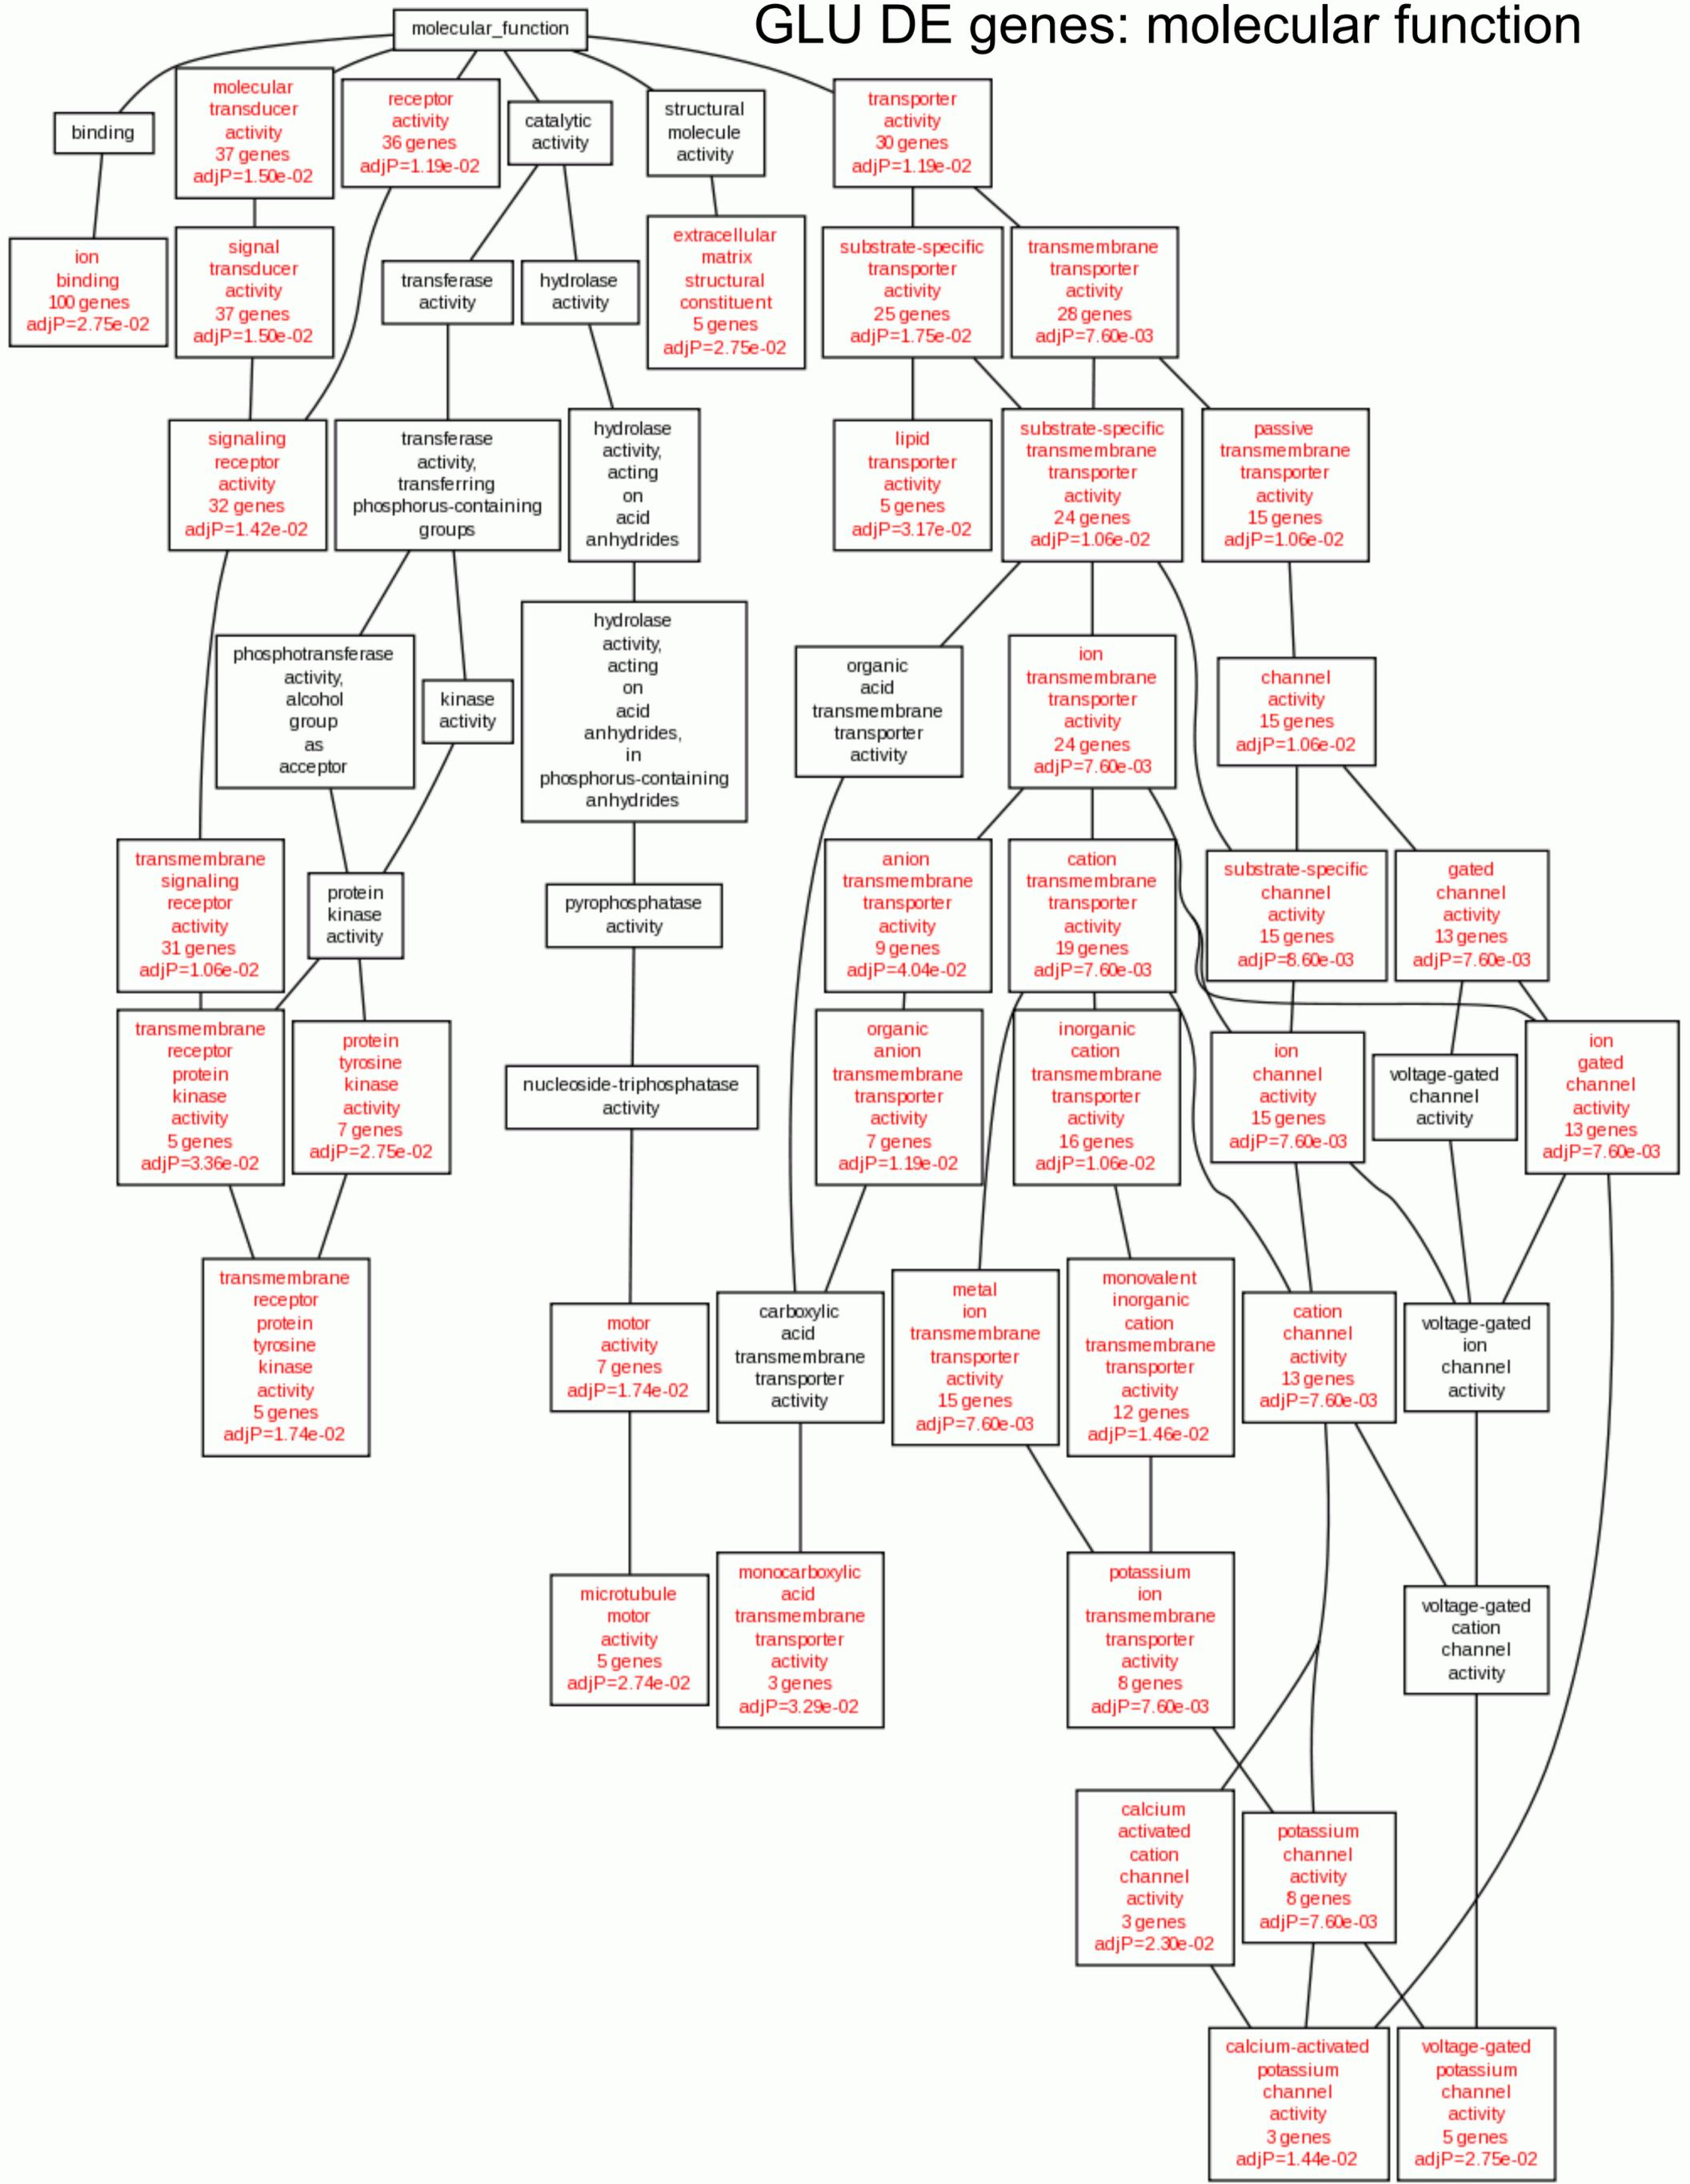 GLU DE genes: molecular function
molecular_function
binding
molecular
transducer
activity
37 genes
adjP=1.50e-02
receptor
activity
36 genes
adjP=1.19e-02
catalytic
activity
structural
molecule
activity
transporter
activity
30 genes
adjP=1.19e-02
ion
binding
100 genes
adjP=2.75e-02
signal
transducer
activity
37 genes
adjP=1.50e-02
transferase
activity
hydrolase
activity
extracellular
matrix
structural
constituent
5 genes
adjP=2.75e-02
substrate-specific
transporter
activity
25 genes
adjP=1.75e-02
transmembrane
transporter
activity
28 genes
adjP=7.60e-03
signaling
receptor
activity
32 genes
adjP=1.42e-02
transferase
activity,
transferring
phosphorus-containing
groups
hydrolase
activity,
acting
on
acid
anhydrides
lipid
transporter
activity
5 genes
adjP=3.17e-02
substrate-specific
transmembrane
transporter
activity
24 genes
adjP=1.06e-02
passive
transmembrane
transporter
activity
15 genes
adjP=1.06e-02
phosphotransferase
activity,
alcohol
group
as
acceptor
kinase
activity
hydrolase
activity,
acting
on
acid
anhydrides,
in
phosphorus-containing
anhydrides
organic
acid
transmembrane
transporter
activity
ion
transmembrane
transporter
activity
24 genes
adjP=7.60e-03
channel
activity
15 genes
adjP=1.06e-02
transmembrane
signaling
receptor
activity
31 genes
adjP=1.06e-02
protein
kinase
activity
pyrophosphatase
activity
anion
transmembrane
transporter
activity
9 genes
adjP=4.04e-02
cation
transmembrane
transporter
activity
19 genes
adjP=7.60e-03
substrate-specific
channel
activity
15 genes
adjP=8.60e-03
gated
channel
activity
13 genes
adjP=7.60e-03
transmembrane
receptor
protein
kinase
activity
5 genes
adjP=3.36e-02
protein
tyrosine
kinase
activity
7 genes
adjP=2.75e-02
nucleoside-triphosphatase
activity
organic
anion
transmembrane
transporter
activity
7 genes
adjP=1.19e-02
inorganic
cation
transmembrane
transporter
activity
16 genes
adjP=1.06e-02
ion
channel
activity
15 genes
adjP=7.60e-03
voltage-gated
channel
activity
ion
gated
channel
activity
13 genes
adjP=7.60e-03
transmembrane
receptor
protein
tyrosine
kinase
activity
5 genes
adjP=1.74e-02
motor
activity
7 genes
adjP=1.74e-02
carboxylic
acid
transmembrane
transporter
activity
metal
ion
transmembrane
transporter
activity
15 genes
adjP=7.60e-03
monovalent
inorganic
cation
transmembrane
transporter
activity
12 genes
adjP=1.46e-02
cation
channel
activity
13 genes
adjP=7.60e-03
voltage-gated
ion
channel
activity
microtubule
motor
activity
5 genes
adjP=2.74e-02
monocarboxylic
acid
transmembrane
transporter
activity
3 genes
adjP=3.29e-02
potassium
ion
transmembrane
transporter
activity
8 genes
adjP=7.60e-03
voltage-gated
cation
channel
activity
calcium
activated
cation
channel
activity
3 genes
adjP=2.30e-02
potassium
channel
activity
8 genes
adjP=7.60e-03
calcium-activated
potassium
channel
activity
3 genes
adjP=1.44e-02
voltage-gated
potassium
channel
activity
5 genes
adjP=2.75e-02